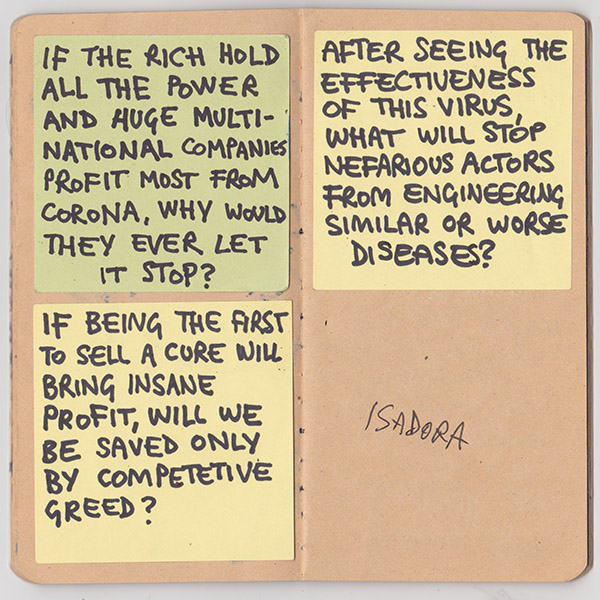 IF THE RICH HOLD
ALL THE POWER
AND HUGE MULTI-
NATIONAL COMPANIES
PROFIT MOST FROM
CORONA, WHY WOULD
THEY EVER LET
IT STOP?
AFTER SEEING THE
EFFECTIVENESS
OF THIS VIRUS,
WHAT WILL STOP
NEFARIOUS ACTORS
FROM ENGINEERING
SIMILAR OR WORSE
DISEASES?
IF BEING THE FIRST
TO SELL A CURE WILL
BRING INSANE
PROFIT, WILL WE
BE SAVED ONLY
BY COMPETETIVE
GREED?
ISADORA